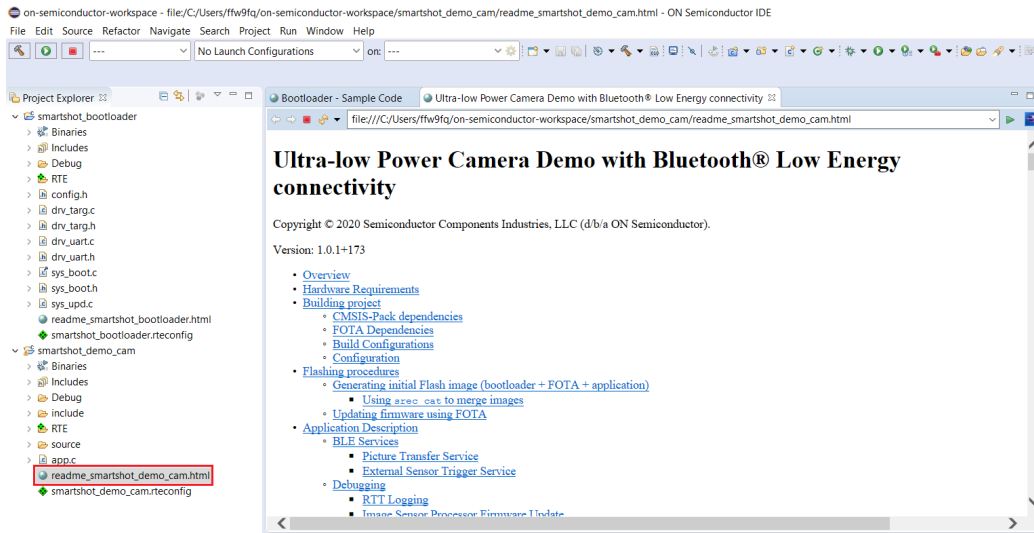 on-semiconductor-workspace - file:/C:/Users/ffw9fq/on-semiconductor-workspace/smartshot_demo_cam/readme_smartshot_demo_cam.html - ON Semiconductor IDE
File Edit Source Refactor Navigate Search Project Run Window Help
--- No Launch Configurations on: ---
Project Explorer
Bootloader - Sample Code Ultra-low Power Camera Demo with Bluetooth® Low Energy connectivity
file:///C:/Users/ffw9fq/on-semiconductor-workspace/smartshot_demo_cam/readme_smartshot_demo_cam.html
smartshot_bootloader
Binaries
Includes
Debug
RTE
config.h
drv_targ.c
drv_targ.h
drv_uart.c
drv_uart.h
sys_boot.c
sys_boot.h
sys_upd.c
readme_smartshot_bootloader.html
smartshot_bootloader.rteconfig
smartshot_demo_cam
Binaries
Includes
Debug
include
RTE
source
app.c
readme_smartshot_demo_cam.html
smartshot_demo_cam.rteconfig
Ultra-low Power Camera Demo with Bluetooth® Low Energy
connectivity
Copyright © 2020 Semiconductor Components Industries, LLC (d/b/a ON Semiconductor).
Version: 1.0.1+173
• Overview
• Hardware Requirements
• Building project
◦ CMSIS-Pack dependencies
◦ FOTA Dependencies
◦ Build Configurations
◦ Configuration
• Flashing procedures
◦ Generating initial Flash image (bootloader + FOTA + application)
▪ Using srec_cat to merge images
◦ Updating firmware using FOTA
• Application Description
◦ BLE Services
▪ Picture Transfer Service
▪ External Sensor Trigger Service
◦ Debugging
▪ RTT Logging
▪ Image Sensor Processor Firmware Update